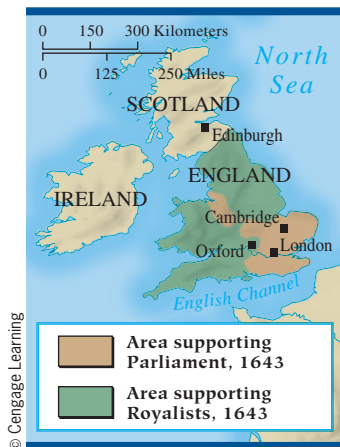 0 150 300 Kilometers
0 125 250 Miles
North
Sea
SCOTLAND
Edinburgh
ENGLAND
IRELAND
Cambridge
Oxford
London
English Channel
Area supporting
Parliament, 1643
Area supporting
Royalists, 1643
© Cengage Learning